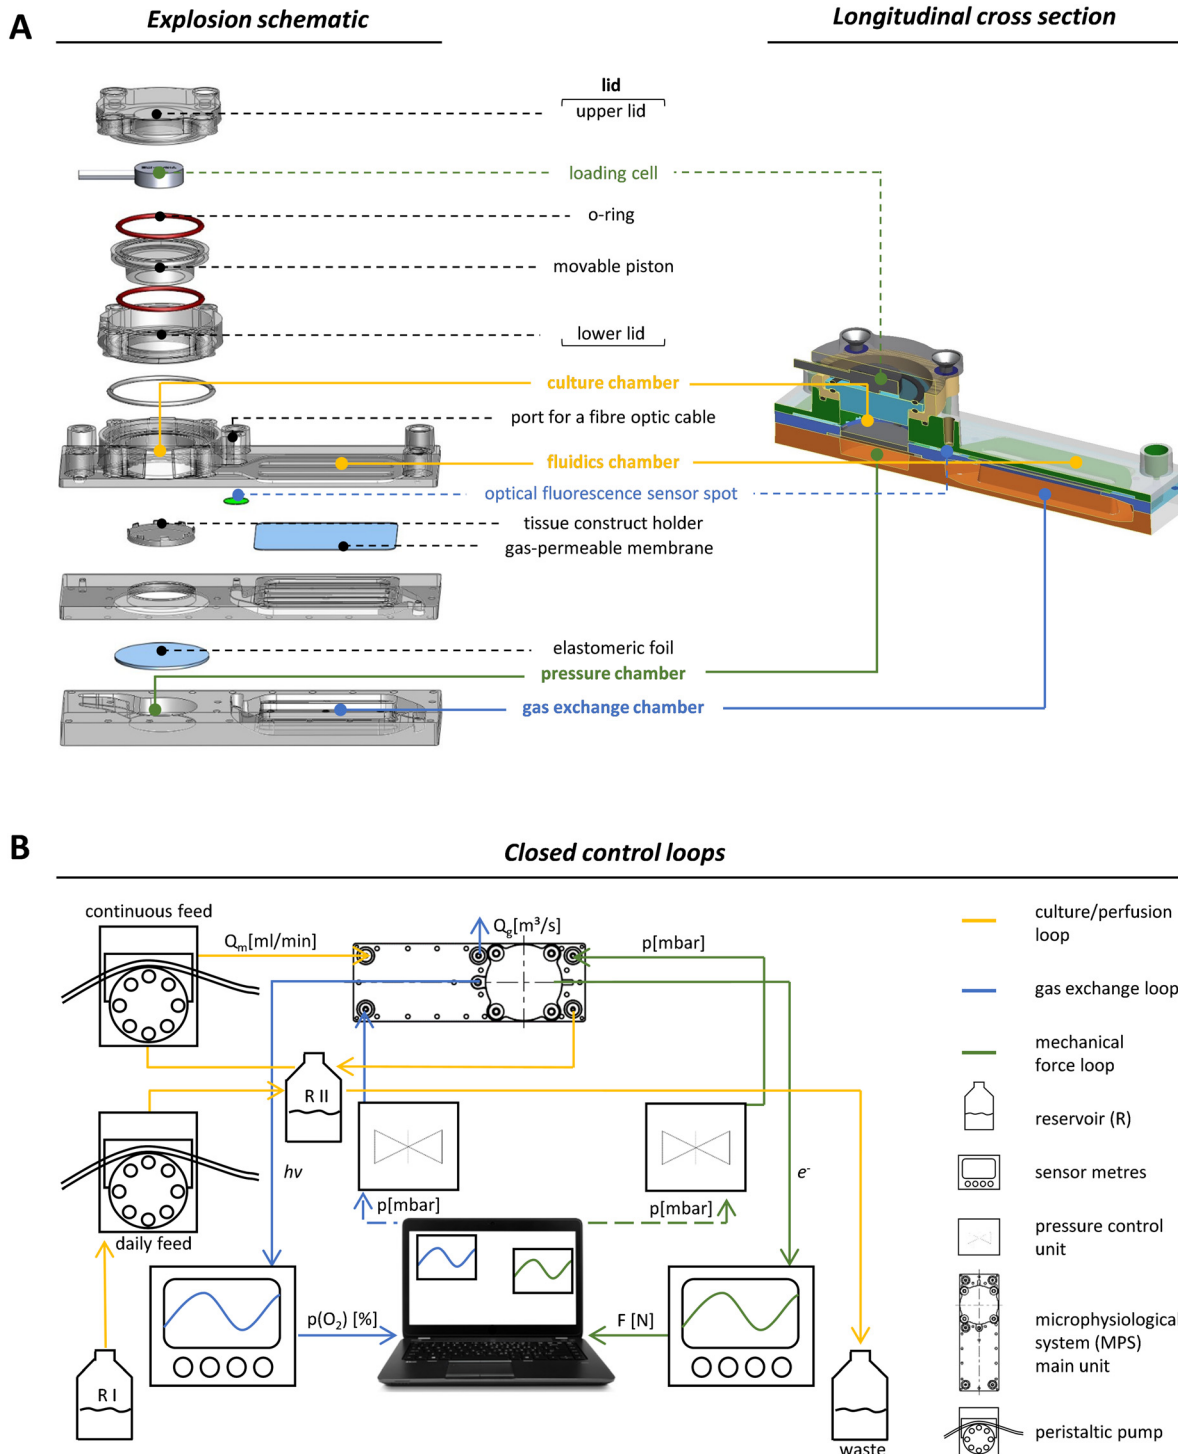 A
Explosion schematic
Longitudinal cross section
lid
upper lid
loading cell
o-ring
movable piston
lower lid
culture chamber
port for a fibre optic cable
fluidics chamber
optical fluorescence sensor spot
tissue construct holder
gas-permeable membrane
elastomeric foil
pressure chamber
gas exchange chamber
B
Closed control loops
continuous feed
Qm[ml/min]
Qg[m³/s]
p[mbar]
culture/perfusion
loop
gas exchange loop
mechanical
force loop
R II
reservoir (R)
hν
e-
sensor metres
p[mbar]
p[mbar]
daily feed
pressure control
unit
p(O2) [%]
F [N]
microphysiological
system (MPS)
main unit
R I
peristaltic pump
waste